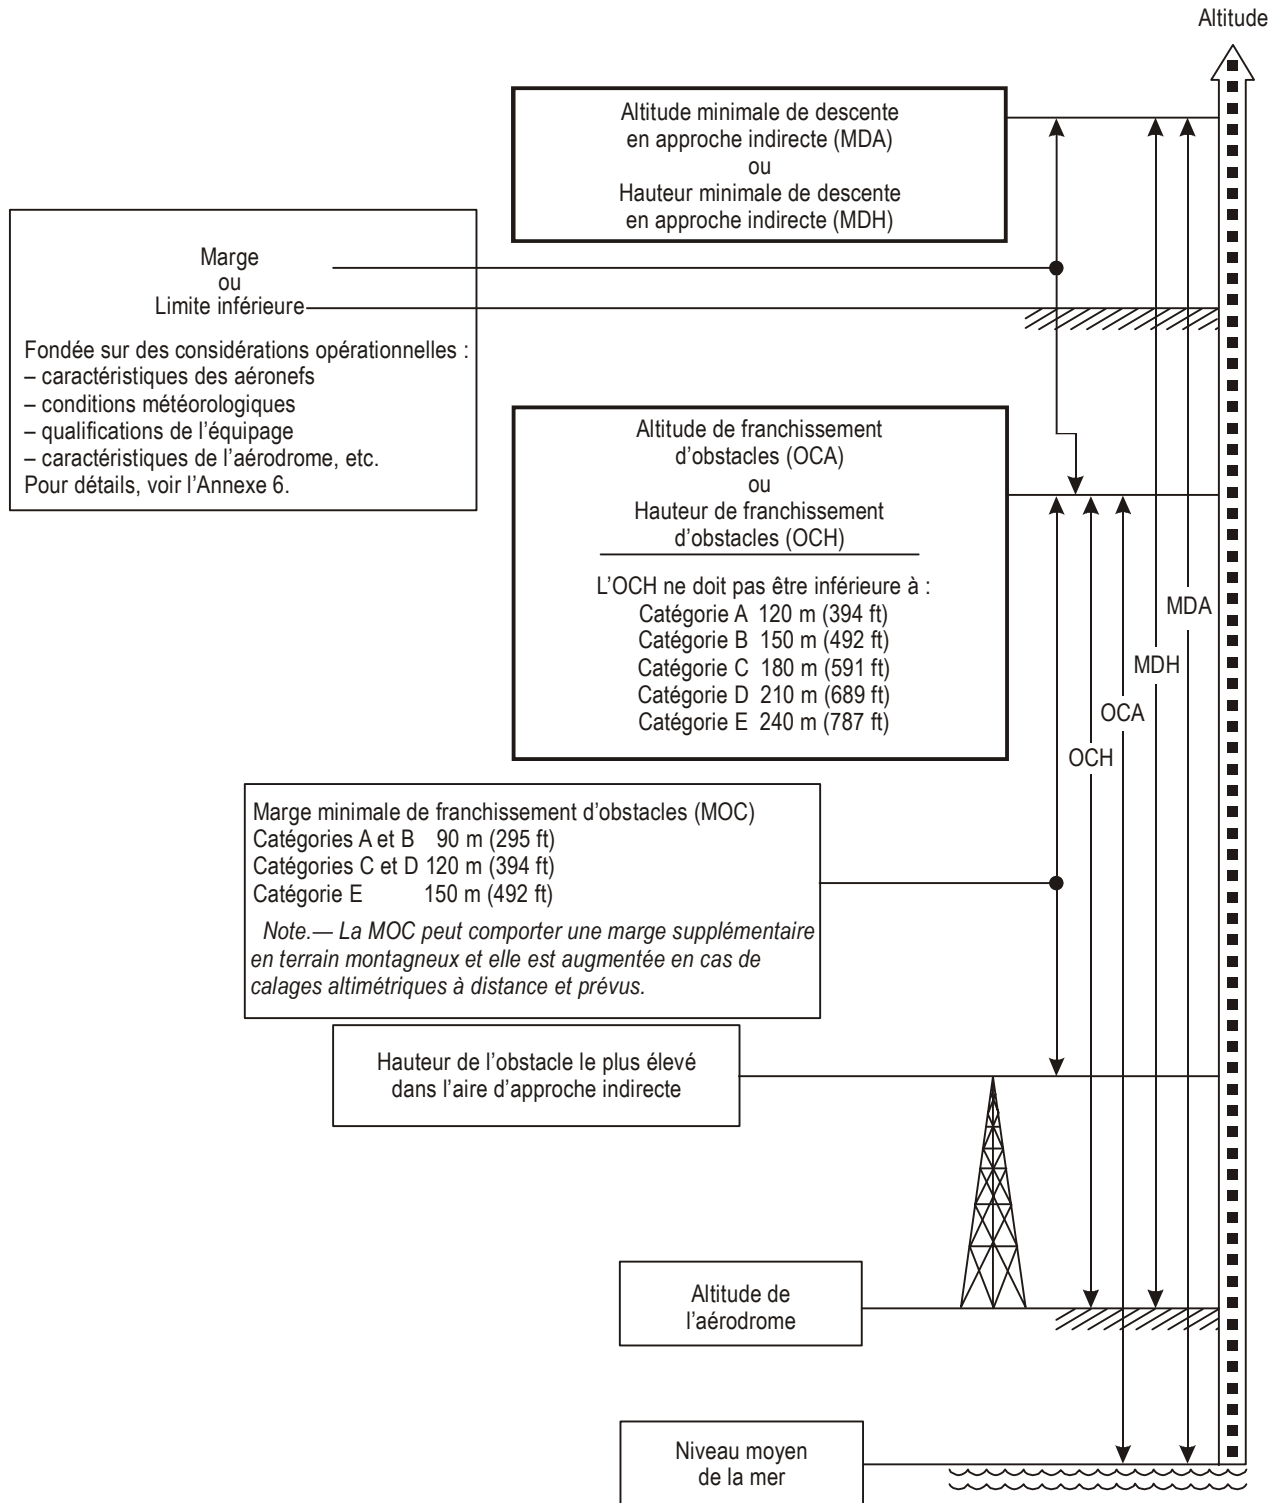 Altitude
Altitude minimale de descente
en approche indirecte (MDA)
ou
Hauteur minimale de descente
en approche indirecte (MDH)
Marge
ou
Limite inférieure
Fondée sur des considérations opérationnelles :
– caractéristiques des aéronefs
– conditions météorologiques
– qualifications de l’équipage
– caractéristiques de l’aérodrome, etc.
Pour détails, voir l’Annexe 6.
Altitude de franchissement
d’obstacles (OCA)
ou
Hauteur de franchissement
d’obstacles (OCH)
L’OCH ne doit pas être inférieure à :
Catégorie A 120 m (394 ft)
Catégorie B 150 m (492 ft)
Catégorie C 180 m (591 ft)
Catégorie D 210 m (689 ft)
Catégorie E 240 m (787 ft)
MDA
MDH
OCA
OCH
Marge minimale de franchissement d’obstacles (MOC)
Catégories A et B 90 m (295 ft)
Catégories C et D 120 m (394 ft)
Catégorie E 150 m (492 ft)
Note.— La MOC peut comporter une marge supplémentaire
en terrain montagneux et elle est augmentée en cas de
calages altimétriques à distance et prévus.
Hauteur de l’obstacle le plus élevé
dans l’aire d’approche indirecte
Altitude de
l’aérodrome
Niveau moyen
de la mer